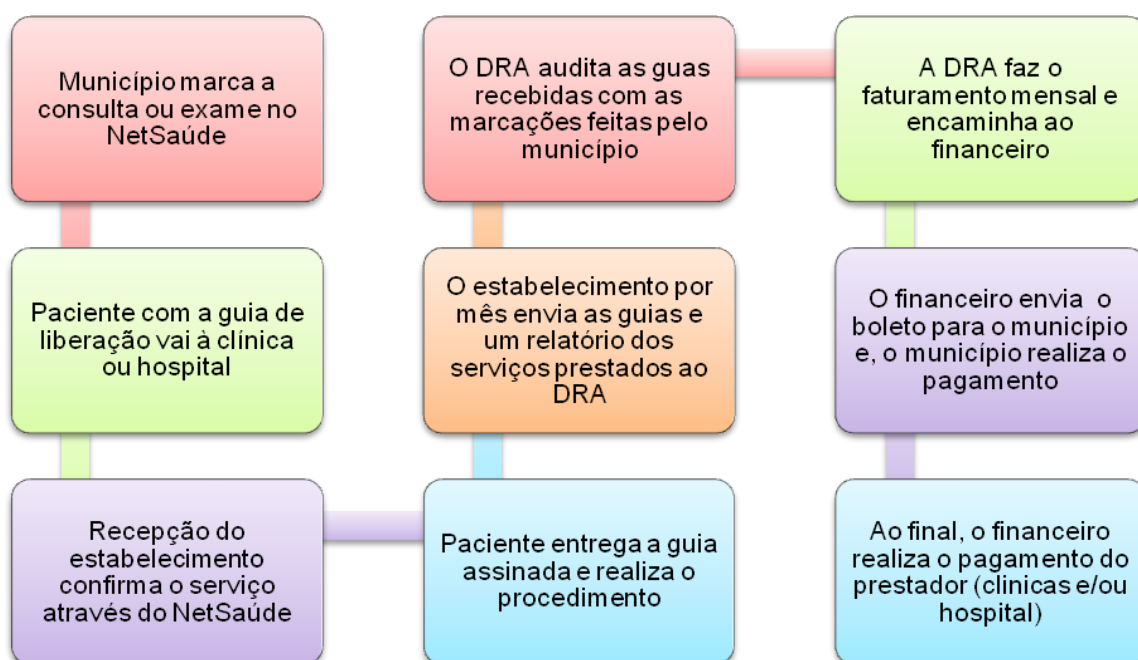 Município marca a
consulta ou exame no
NetSaúde
Paciente com a guia de
liberação vai à clínica
ou hospital
Recepção do
estabelecimento
confirma o serviço
através do NetSaúde
Paciente entrega a guia
assinada e realiza o
procedimento
O estabelecimento por
mês envia as guias e
um relatório dos
serviços prestados ao
DRA
O DRA audita as guas
recebidas com as
marcações feitas pelo
município
A DRA faz o
faturamento mensal e
encaminha ao
financeiro
O financeiro envia  o
boleto para o município
e, o município realiza o
pagamento
Ao final, o financeiro
realiza o pagamento do
prestador (clinicas e/ou
hospital)